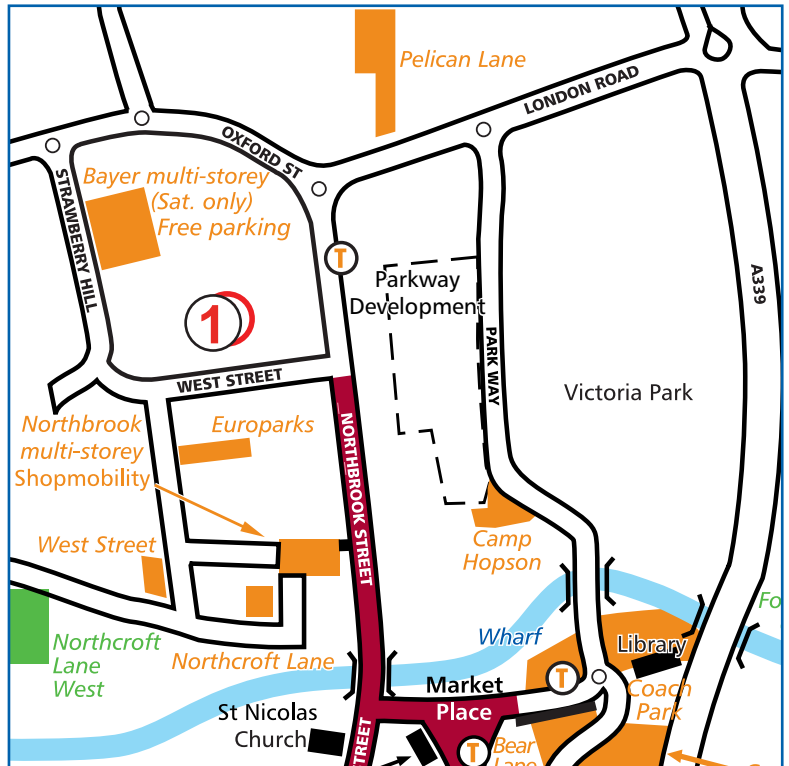 Pelican Lane
LONDON ROAD
OXFORD ST
Bayer multi-storey
(Sat. only)
Free parking
STRAWBERRY HILL
T
A339
Parkway
Development
1
PARK WAY
WEST STREET
Victoria Park
Northbrook
multi-storey
Shopmobility
Europarks
NORTHBROOK STREET
West Street
Camp
Hopson
Fo
Northcroft
Lane
West
Northcroft Lane
Wharf
Library
T
Market
Place
Coach
Park
St Nicolas
Church
STREET
T
Bear
Lane